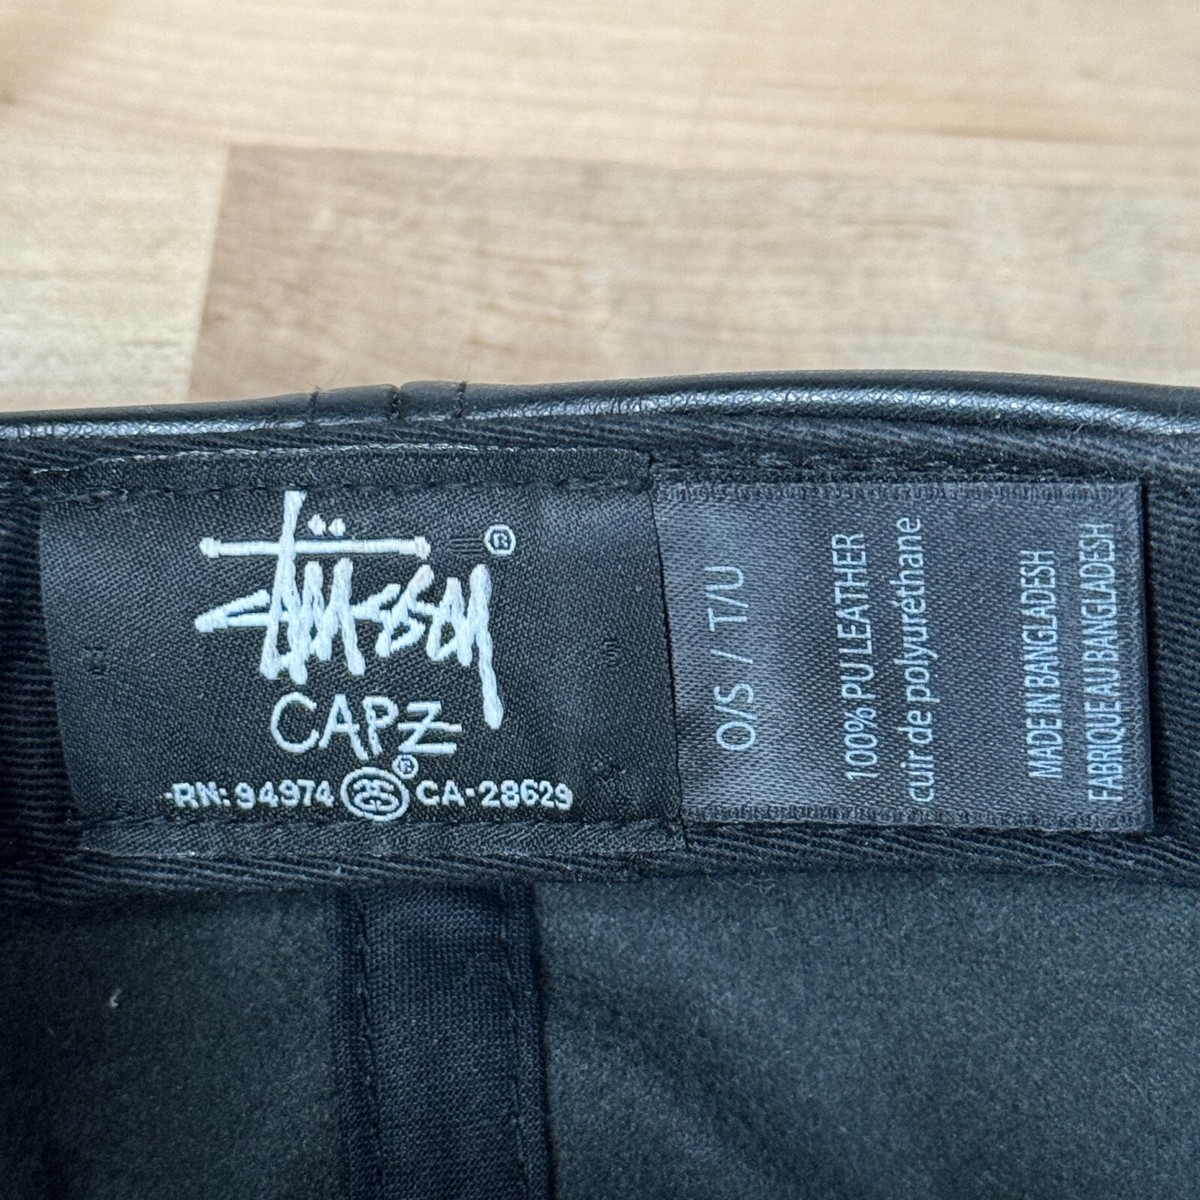 Stüssy ®
CAPZ
-RN: 94974 ® CA-28629
O/S / T/U
100% PU LEATHER
cuir de polyuréthane
MADE IN BANGLADESH
FABRIQUE AU BANGLADESH